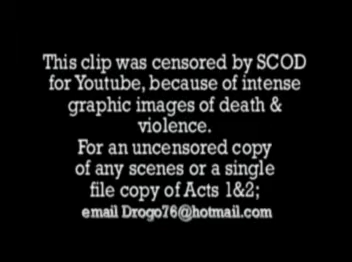 This clip was censored by SCOD
for Youtube, because of intense
graphic images of death &
violence.
For an uncensored copy
of any scenes or a single
file copy of Acts 1&2;
email Drogo76@hotmail.com